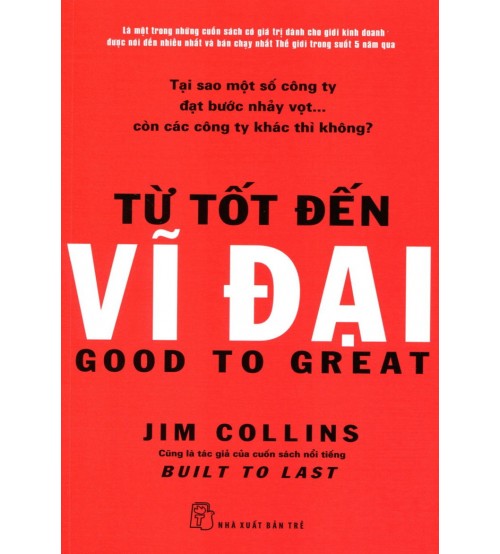 Là một trong những cuốn sách có giá trị dành cho giới kinh doanh
được nói đến nhiều nhất và bán chạy nhất Thế giới trong suốt 5 năm qua
Tại sao một số công ty
đạt bước nhảy vọt...
còn các công ty khác thì không?
TỪ TỐT ĐẾN
VĨ ĐẠI
GOOD TO GREAT
JIM COLLINS
Cũng là tác giả của cuốn sách nổi tiếng
BUILT TO LAST
NHÀ XUẤT BẢN TRẺ